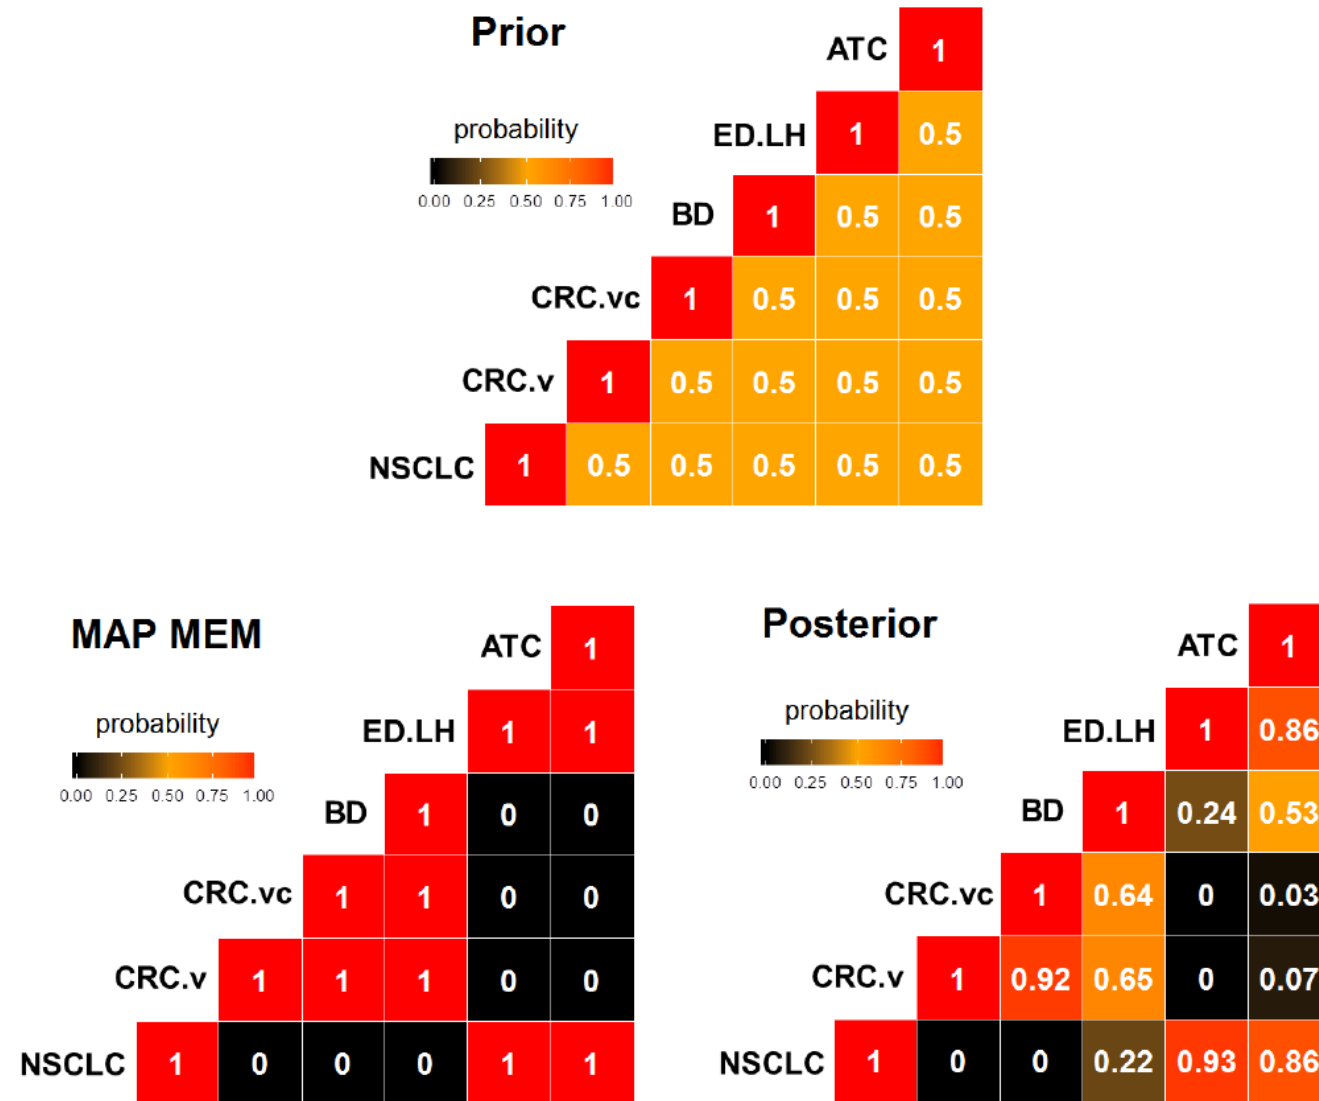 Prior
ATC 1
probability
ED.LH 1 0.5
0.00 0.25 0.50 0.75 1.00
BD 1 0.5 0.5
CRC.vc 1 0.5 0.5 0.5
CRC.v 1 0.5 0.5 0.5 0.5
NSCLC 1 0.5 0.5 0.5 0.5 0.5
MAP MEM
ATC 1
probability
ED.LH 1 1
0.00 0.25 0.50 0.75 1.00
BD 1 0 0
CRC.vc 1 1 0 0
CRC.v 1 1 1 0 0
NSCLC 1 0 0 0 1 1
Posterior
ATC 1
probability
ED.LH 1 0.86
0.00 0.25 0.50 0.75 1.00
BD 1 0.24 0.53
CRC.vc 1 0.64 0 0.03
CRC.v 1 0.92 0.65 0 0.07
NSCLC 1 0 0 0.22 0.93 0.86